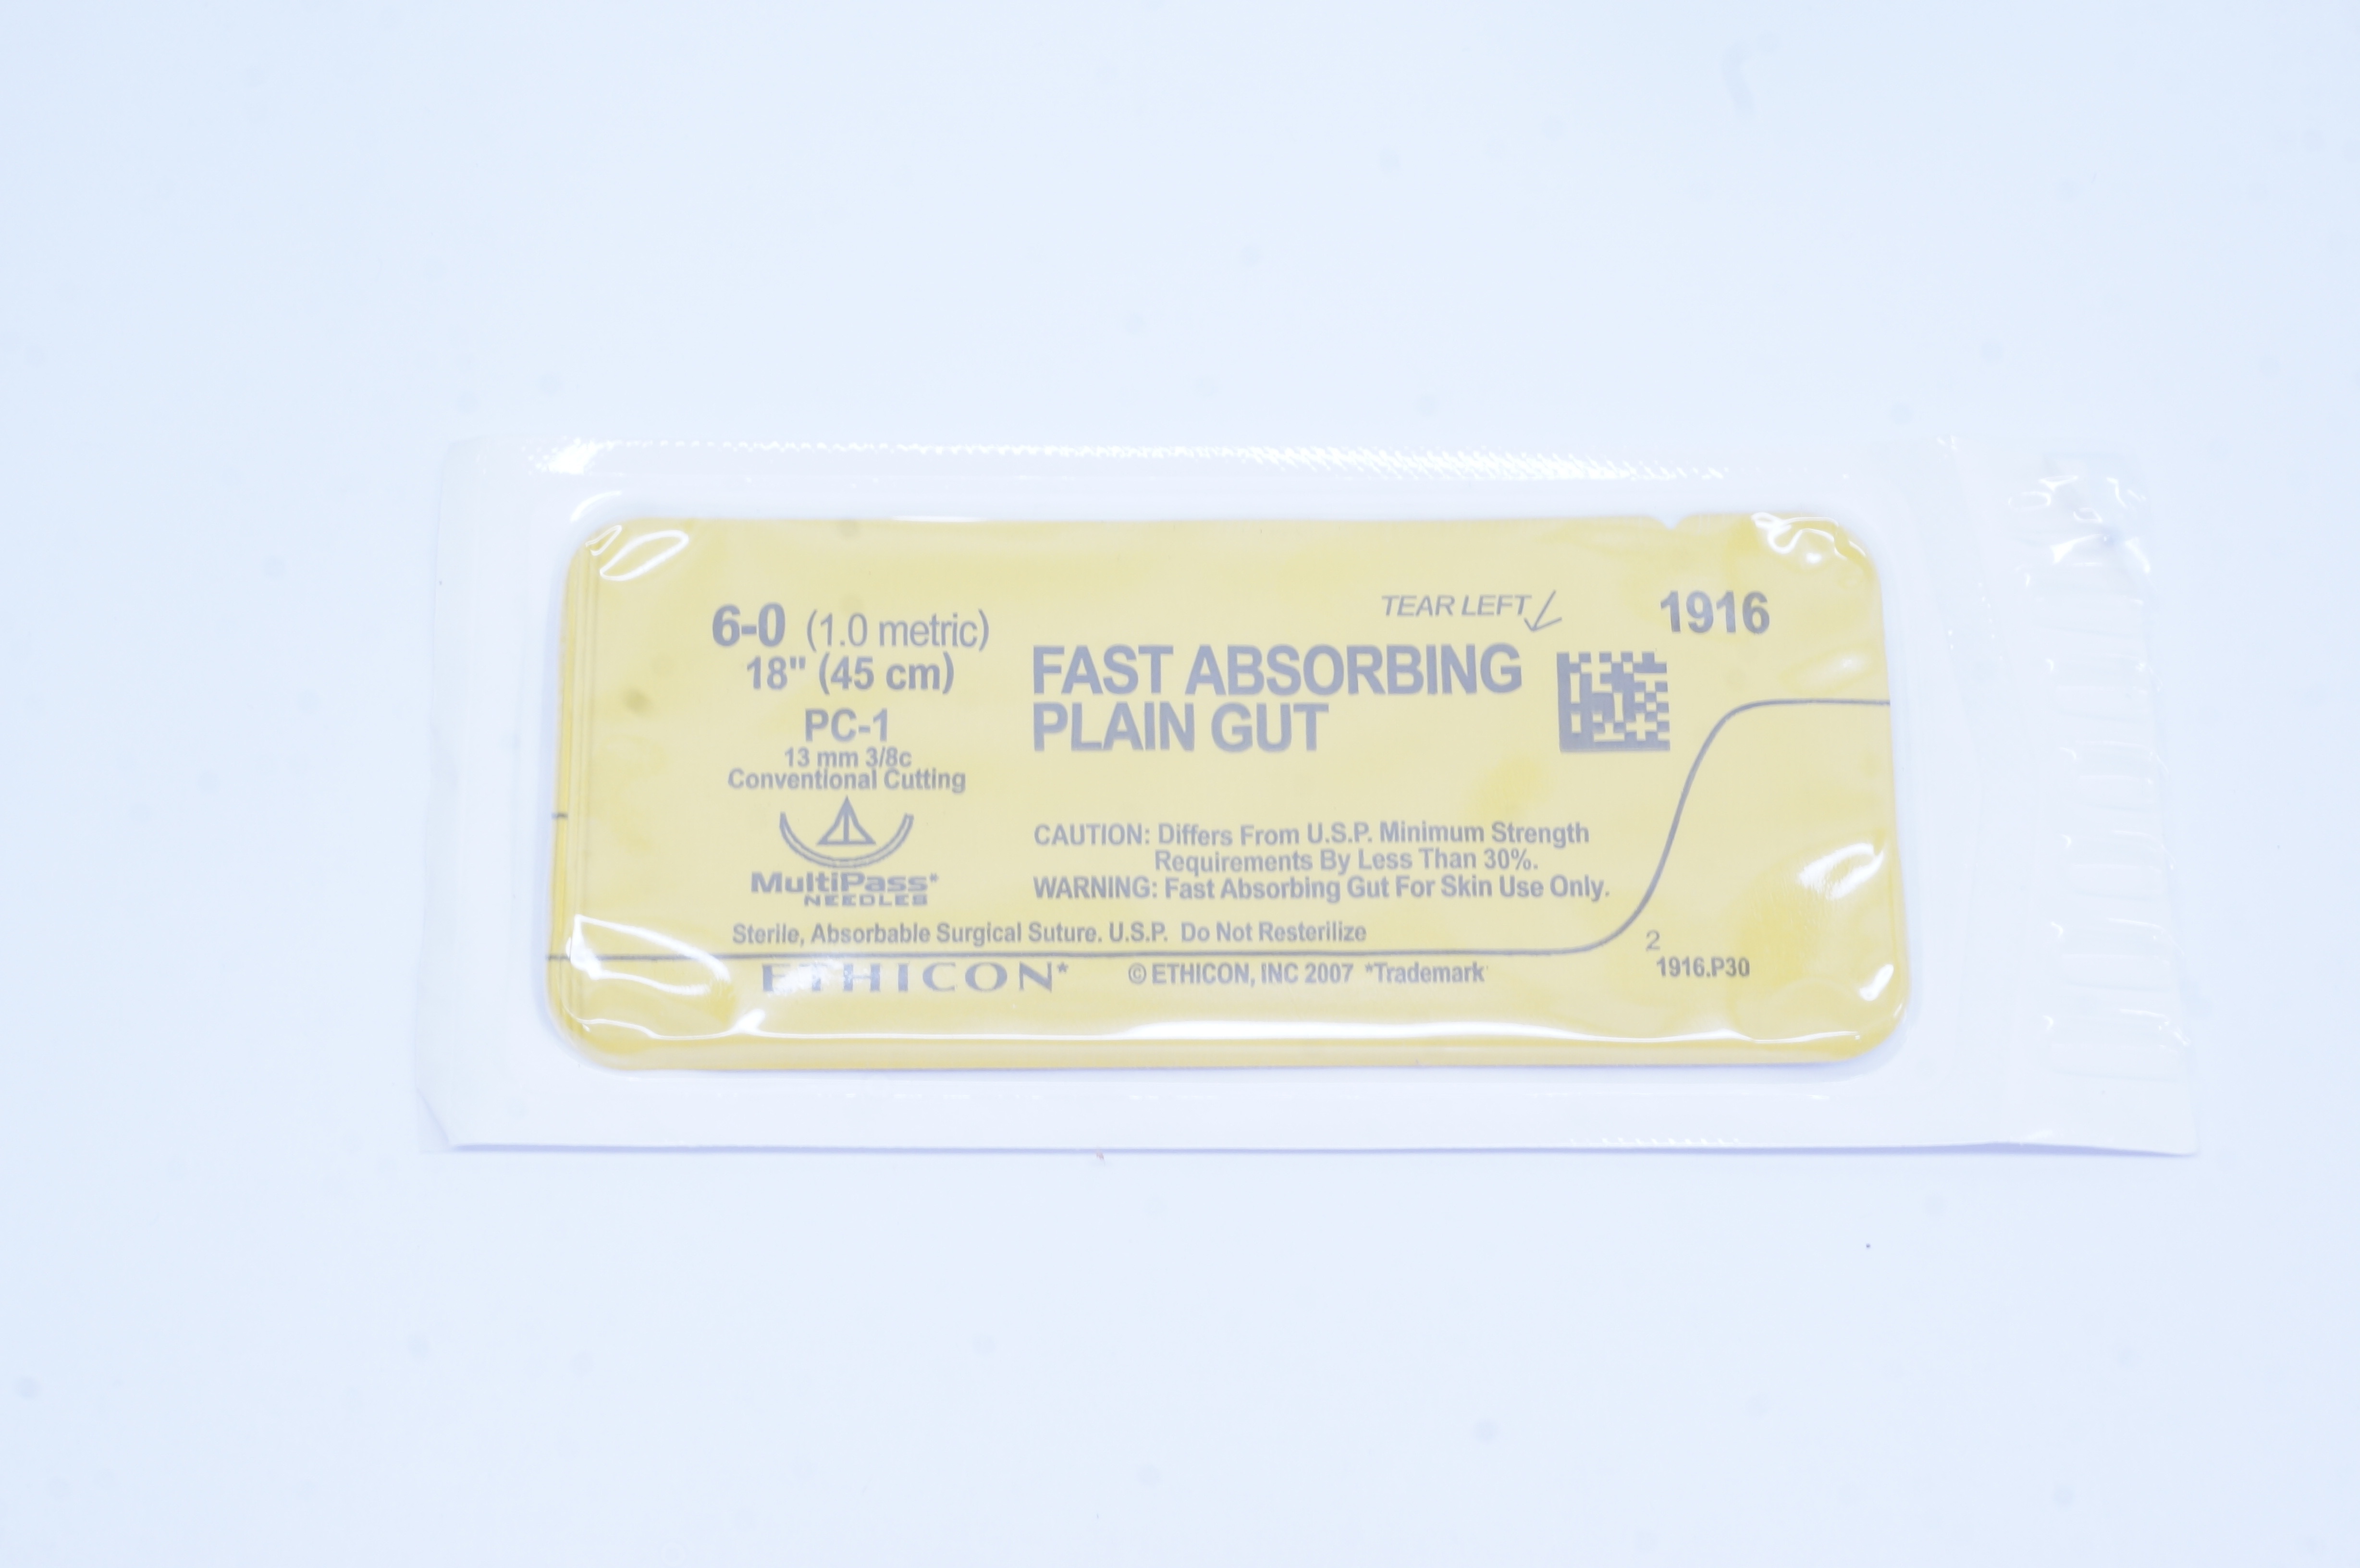 TEAR LEFT
1916
6-0 (1.0 metric)
18" (45 cm)
PC-1
13 mm 3/8c
Conventional Cutting
MultiPass*
NEEDLES
FAST ABSORBING
PLAIN GUT
CAUTION: Differs From U.S.P. Minimum Strength
Requirements By Less Than 30%.
WARNING: Fast Absorbing Gut For Skin Use Only.
Sterile, Absorbable Surgical Suture. U.S.P. Do Not Resterilize
ETHICON* © ETHICON, INC 2007 *Trademark
2
1916.P30